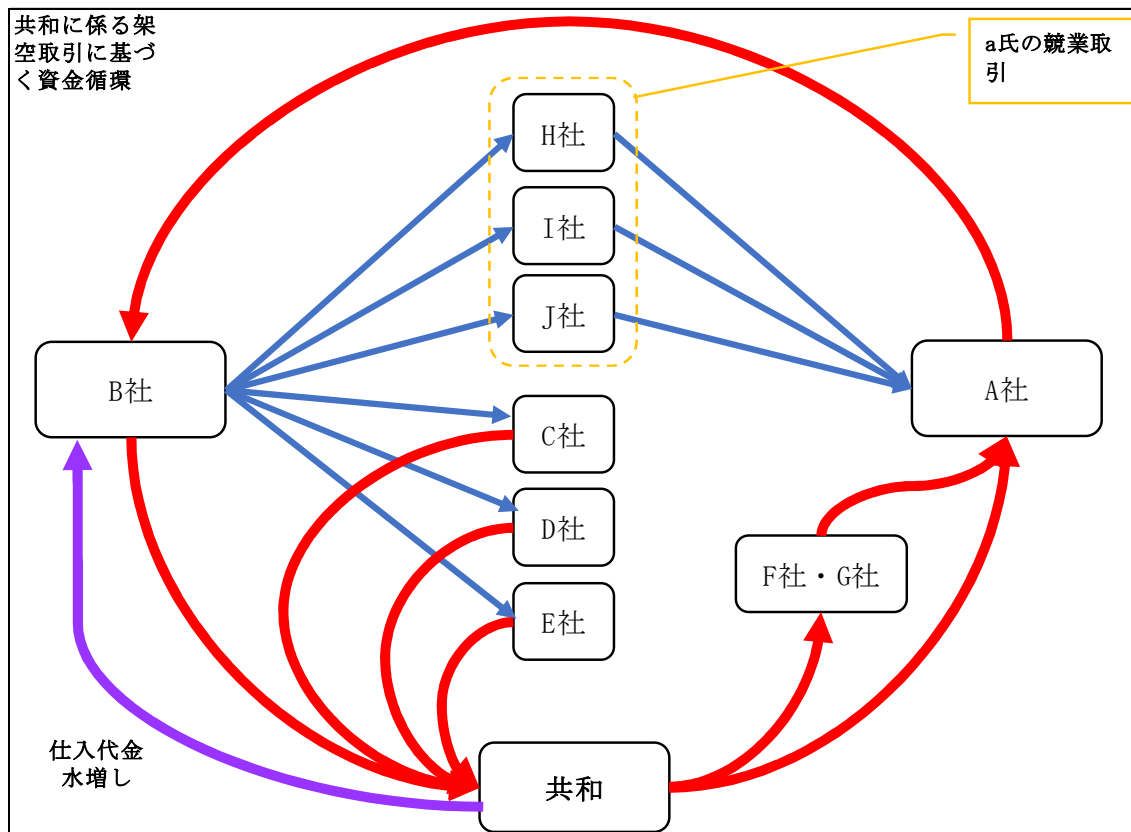 共和に係る架
空取引に基づ
く資金循環
a氏の競業取
引
H社
I社
J社
B社
A社
C社
D社
F社・G社
E社
仕入代金
水増し
共和